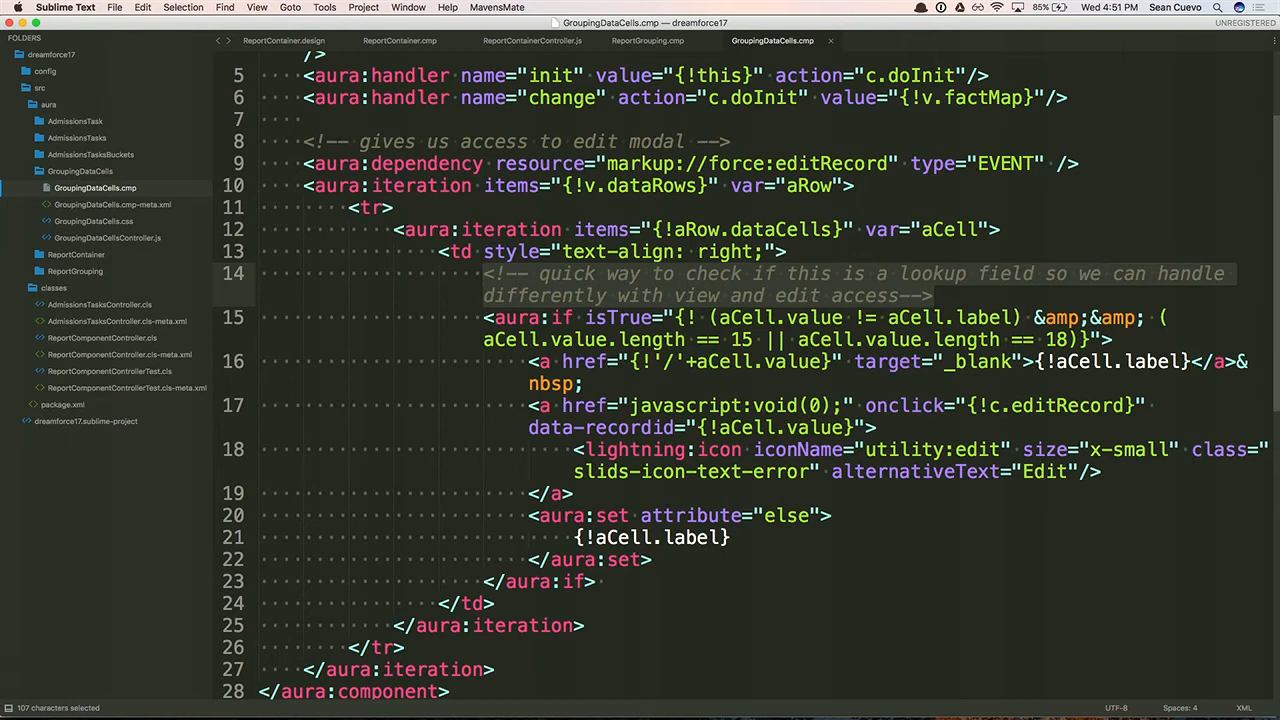 Sublime Text File Edit Selection Find View Goto Tools Project Window Help MavensMate 85% Wed 4:51 PM Sean Cuevo
GroupingDataCells.cmp — dreamforce17 UNREGISTERED
FOLDERS
dreamforce17
config
src
aura
AdmissionsTask
AdmissionsTasks
AdmissionsTasksBuckets
GroupingDataCells
GroupingDataCells.cmp
GroupingDataCells.cmp-meta.xml
GroupingDataCells.css
GroupingDataCellsController.js
ReportContainer
ReportGrouping
classes
AdmissionsTasksController.cls
AdmissionsTasksController.cls-meta.xml
ReportComponentController.cls
ReportComponentController.cls-meta.xml
ReportComponentControllerTest.cls
ReportComponentControllerTest.cls-meta.xml
package.xml
dreamforce17.sublime-project
ReportContainer.design ReportContainer.cmp ReportContainerController.js ReportGrouping.cmp GroupingDataCells.cmp ×
/>
5 <aura:handler name="init" value="{!this}" action="c.doInit"/>
6 <aura:handler name="change" action="c.doInit" value="{!v.factMap}"/>
7
8 <!-- gives us access to edit modal -->
9 <aura:dependency resource="markup://force:editRecord" type="EVENT" />
10 <aura:iteration items="{!v.dataRows}" var="aRow">
11 <tr>
12 <aura:iteration items="{!aRow.dataCells}" var="aCell">
13 <td style="text-align: right;">
14 <!-- quick way to check if this is a lookup field so we can handle
differently with view and edit access-->
15 <aura:if isTrue="{! (aCell.value != aCell.label) &amp;&amp; (
aCell.value.length == 15 || aCell.value.length == 18)}">
16 <a href="{!'/'+aCell.value}" target="_blank">{!aCell.label}</a>&
nbsp;
17 <a href="javascript:void(0);" onclick="{!c.editRecord}"
data-recordid="{!aCell.value}">
18 <lightning:icon iconName="utility:edit" size="x-small" class="
slids-icon-text-error" alternativeText="Edit"/>
19 </a>
20 <aura:set attribute="else">
21 {!aCell.label}
22 </aura:set>
23 </aura:if>
24 </td>
25 </aura:iteration>
26 </tr>
27 </aura:iteration>
28 </aura:component>
107 characters selected UTF-8 Spaces: 4 XML